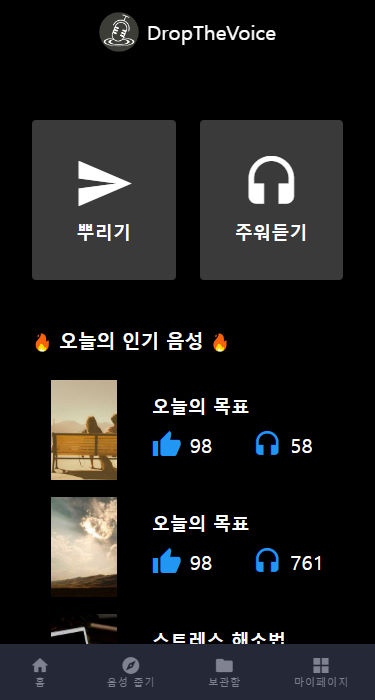 DropTheVoice
뿌리기
주워듣기
🔥 오늘의 인기 음성 🔥
오늘의 목표
98 58
오늘의 목표
98 761
스트레스 해소법
홈 음성 줍기 보관함 마이페이지